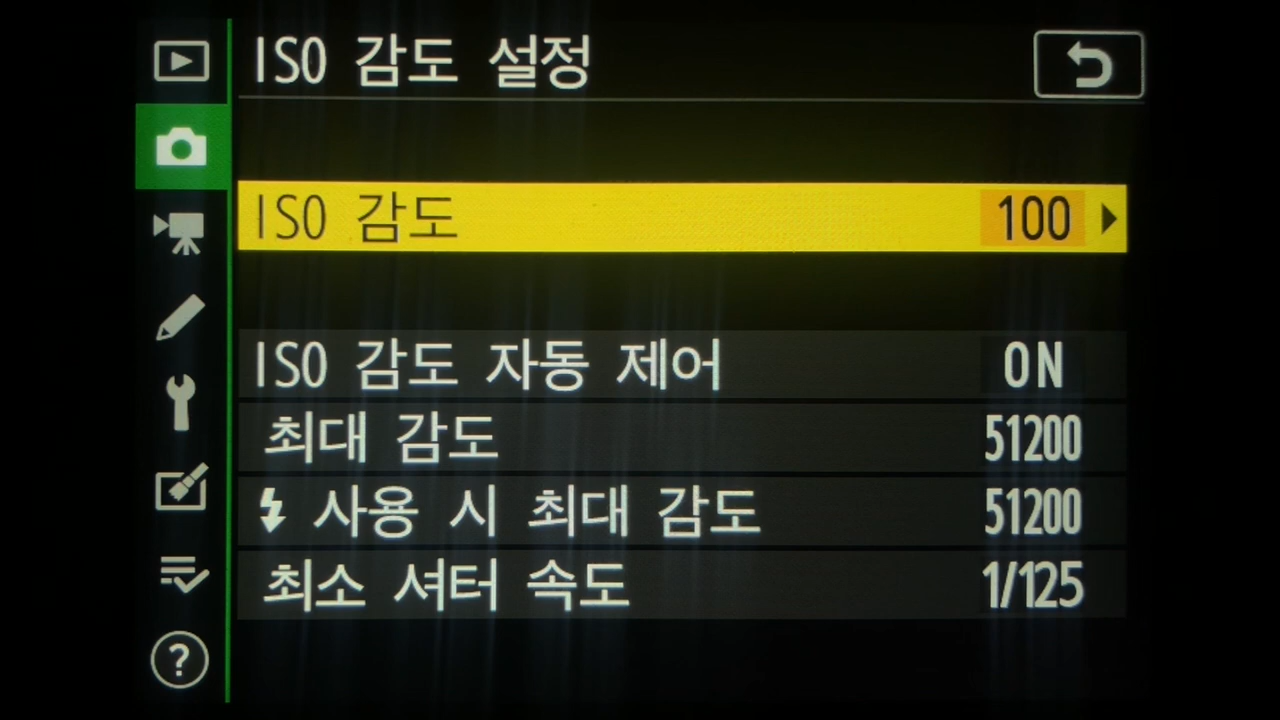 ISO 감도 설정
ISO 감도 100
ISO 감도 자동 제어 ON
최대 감도 51200
사용 시 최대 감도 51200
최소 셔터 속도 1/125
?